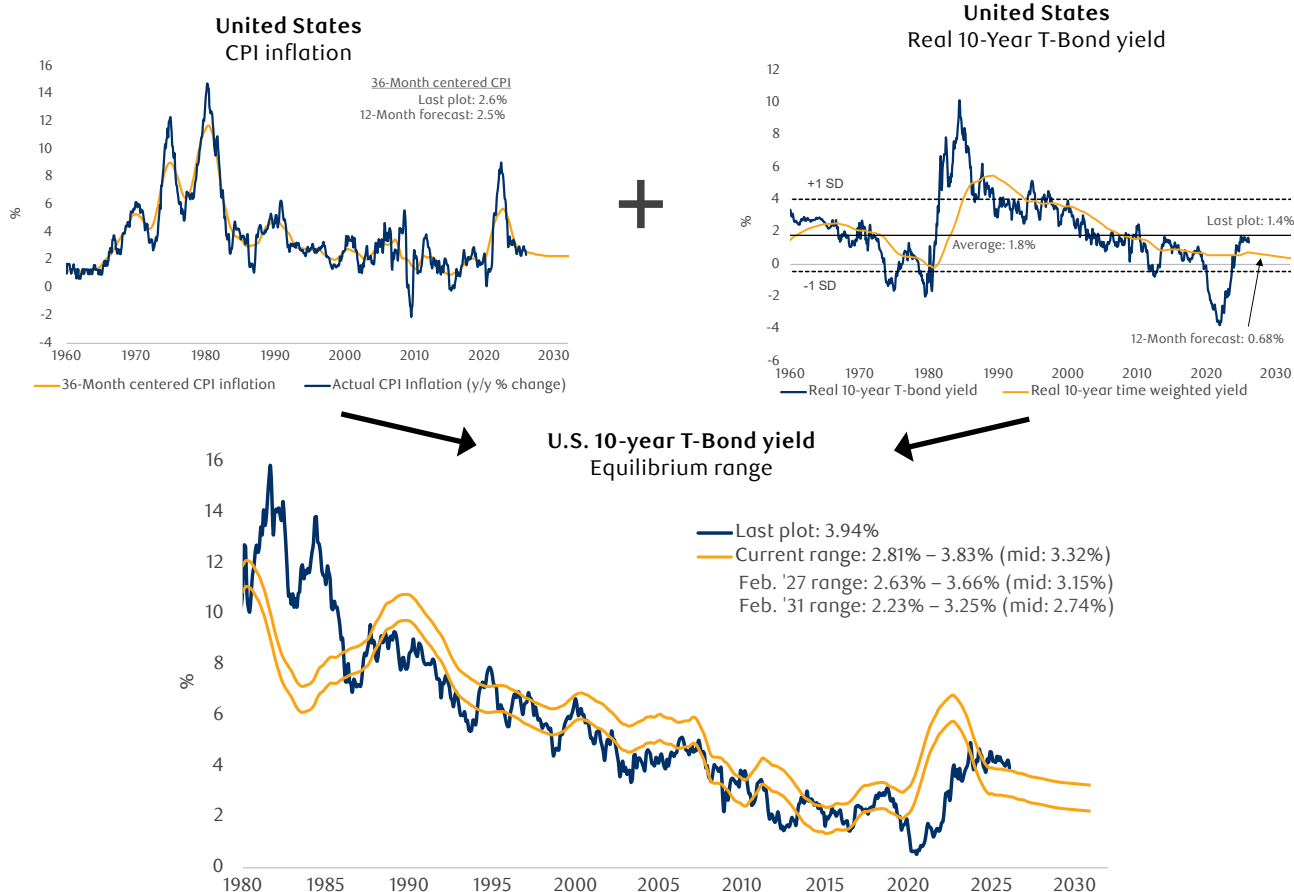 United States
CPI inflation
36-Month centered CPI
Last plot: 2.6%
12-Month forecast: 2.5%
16
14
12
10
8
6
4
2
0
-2
-4
%
1960 1970 1980 1990 2000 2010 2020 2030
36-Month centered CPI inflation Actual CPI Inflation (y/y % change)
+
United States
Real 10-Year T-Bond yield
12
10
8
6
4
2
0
-2
-4
-6
%
+1 SD
Last plot: 1.4%
Average: 1.8%
-1 SD
12-Month forecast: 0.68%
1960 1970 1980 1990 2000 2010 2020 2030
Real 10-year T-bond yield Real 10-year time weighted yield
U.S. 10-year T-Bond yield
Equilibrium range
Last plot: 3.94%
Current range: 2.81% – 3.83% (mid: 3.32%)
Feb. '27 range: 2.63% – 3.66% (mid: 3.15%)
Feb. '31 range: 2.23% – 3.25% (mid: 2.74%)
16
14
12
10
8
6
4
2
0
%
1980 1985 1990 1995 2000 2005 2010 2015 2020 2025 2030